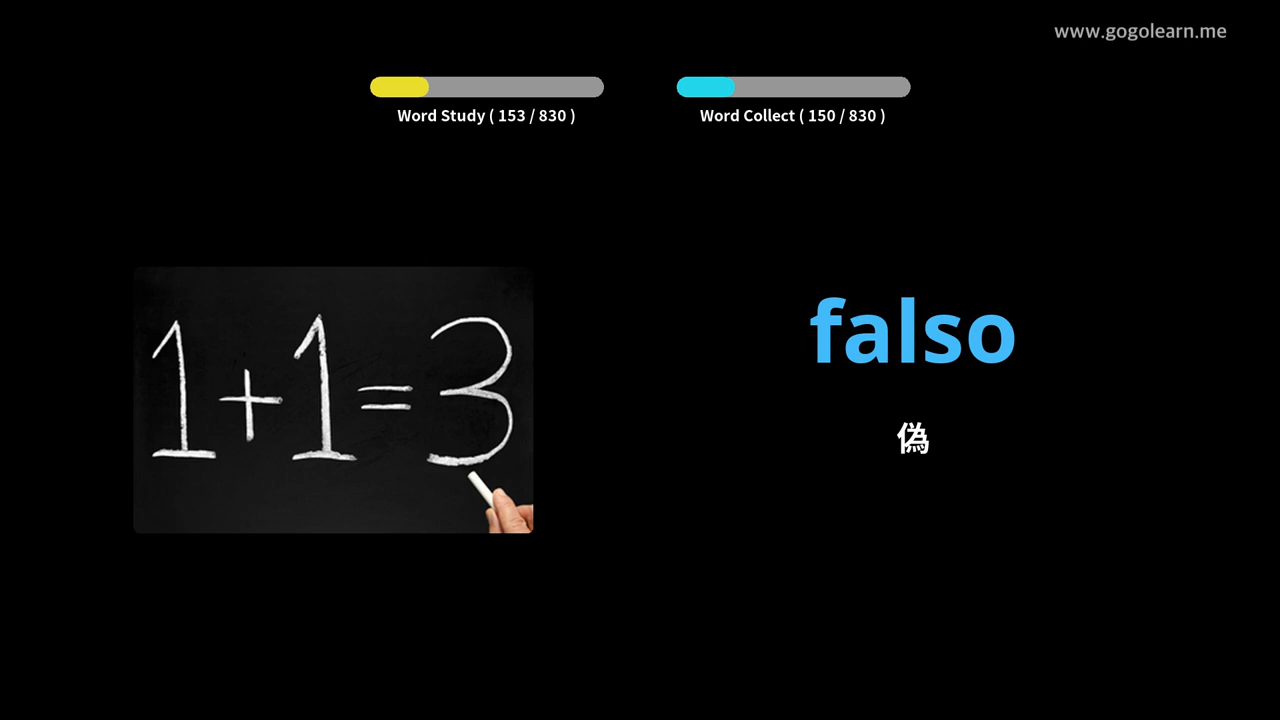 www.gogolearn.me
Word Study ( 153 / 830 )
Word Collect ( 150 / 830 )
1+1=3
falso
偽